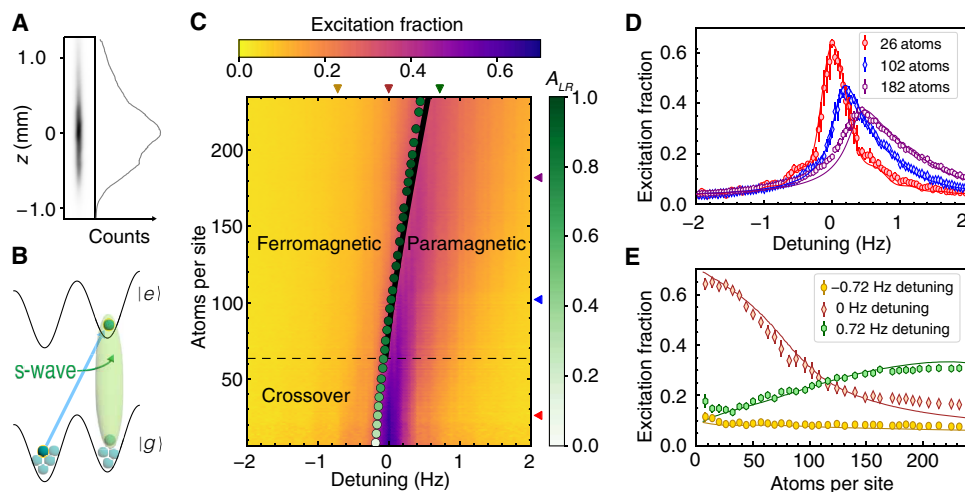 A
1.0
0
−1.0
z (mm)
Counts
B
|e⟩
s-wave
|g⟩
C
Excitation fraction
0.0 0.2 0.4 0.6
A_LR
1.0
0.8
0.6
0.4
0.2
0.0
Atoms per site
200
150
100
50
Ferromagnetic Paramagnetic
Crossover
−2 −1 0 1 2
Detuning (Hz)
D
Excitation fraction
0.6
0.4
0.2
0.0
26 atoms
102 atoms
182 atoms
−2 −1 0 1 2
Detuning (Hz)
E
Excitation fraction
0.6
0.4
0.2
0.0
−0.72 Hz detuning
0 Hz detuning
0.72 Hz detuning
0 50 100 150 200
Atoms per site